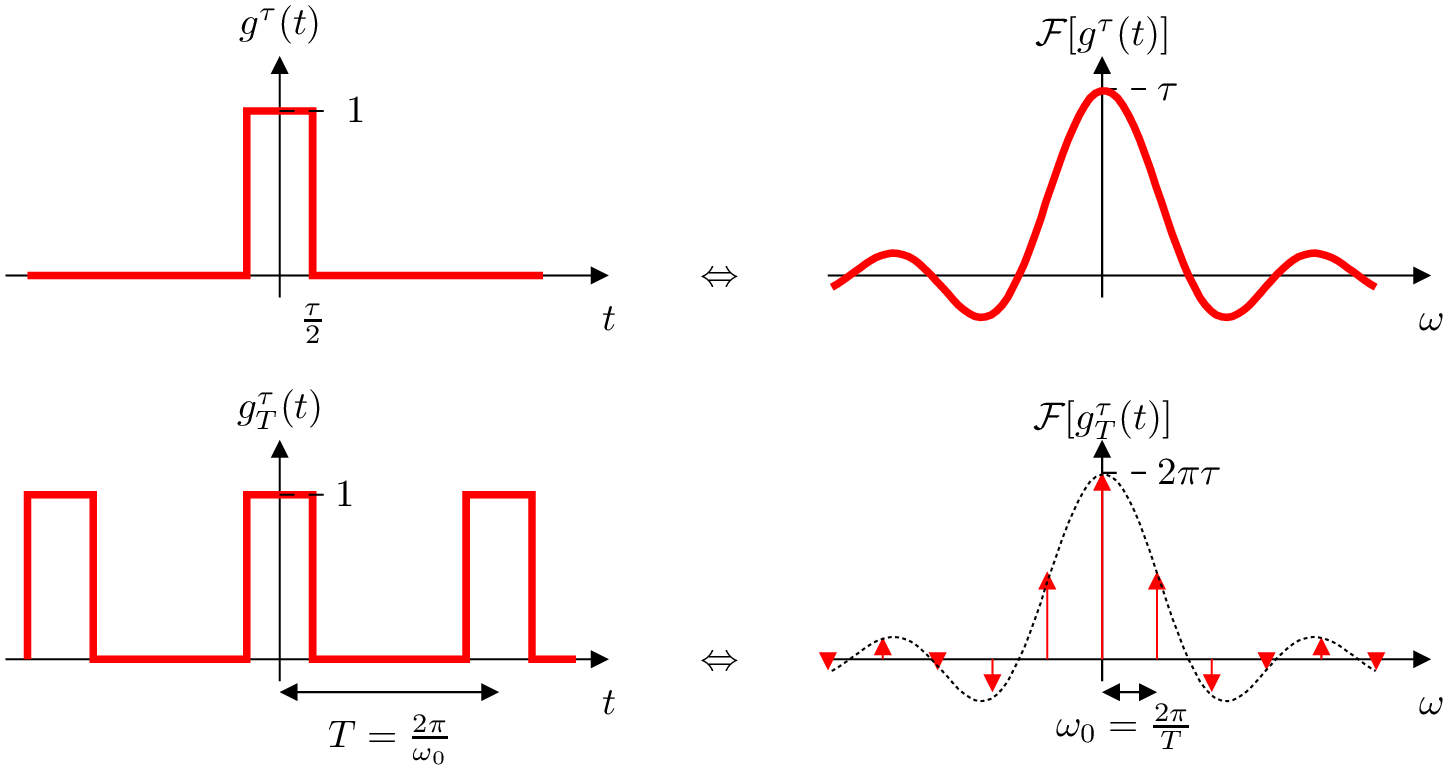 g^τ(t)
F[g^τ(t)]
1
τ
τ/2
t
⇔
ω
g_T^τ(t)
F[g_T^τ(t)]
1
2πτ
⇔
t
ω
T = 2π/ω₀
ω₀ = 2π/T